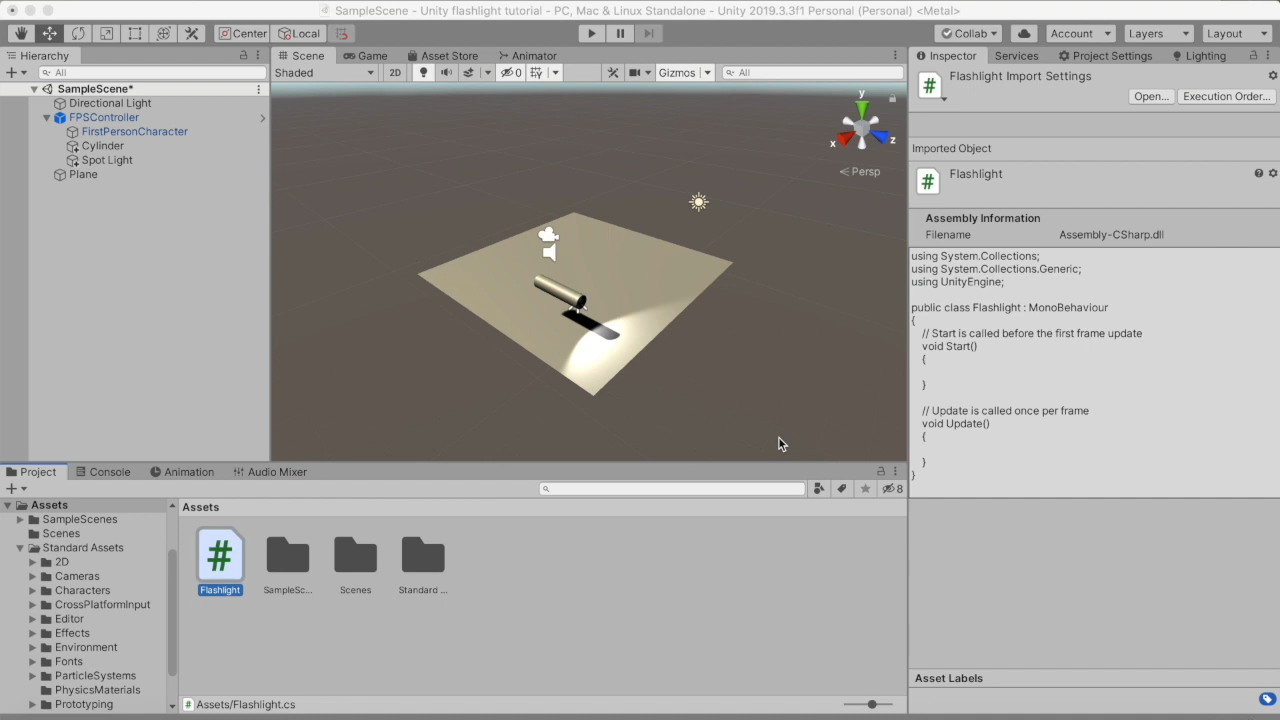 SampleScene - Unity flashlight tutorial - PC, Mac & Linux Standalone - Unity 2019.3.3f1 Personal (Personal) <Metal>
Center Local Collab Account Layers Layout
Hierarchy
All
SampleScene*
Directional Light
FPSController
FirstPersonCharacter
Cylinder
Spot Light
Plane
Scene Game Asset Store Animator
Shaded 2D 0 Gizmos All
y
x
z
Persp
Inspector Services Project Settings Lighting
Flashlight Import Settings
Open... Execution Order...
Imported Object
# Flashlight
Assembly Information
Filename Assembly-CSharp.dll
using System.Collections;
using System.Collections.Generic;
using UnityEngine;
public class Flashlight : MonoBehaviour
{
// Start is called before the first frame update
void Start()
{
}
// Update is called once per frame
void Update()
{
}
}
Asset Labels
Project Console Animation Audio Mixer
8
Assets
SampleScenes
Scenes
Standard Assets
2D
Cameras
Characters
CrossPlatformInput
Editor
Effects
Environment
Fonts
ParticleSystems
PhysicsMaterials
Prototyping
Assets
#
Flashlight SampleSc... Scenes Standard ...
Assets/Flashlight.cs